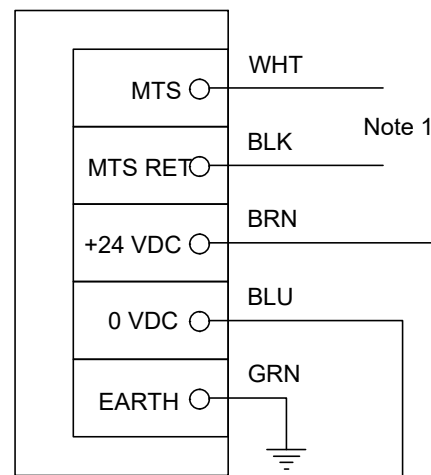 MTS WHT
Note 1
MTS RET BLK
+24 VDC BRN
0 VDC BLU
EARTH GRN